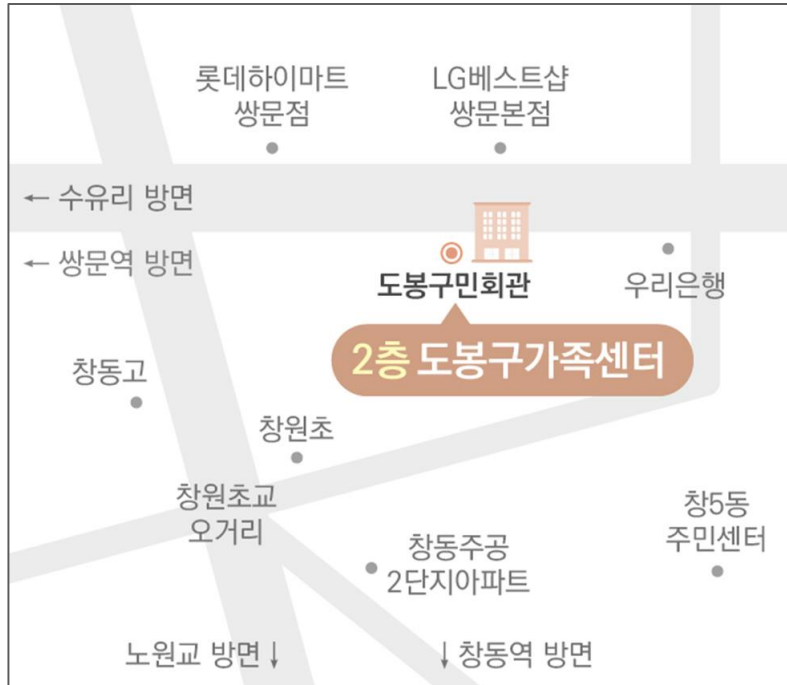 롯데하이마트
쌍문점
LG베스트샵
쌍문본점
← 수유리 방면
← 쌍문역 방면
도봉구민회관
우리은행
2층 도봉구가족센터
창동고
창원초
창원초교
오거리
창5동
주민센터
창동주공
2단지아파트
노원교 방면↓
↓창동역 방면